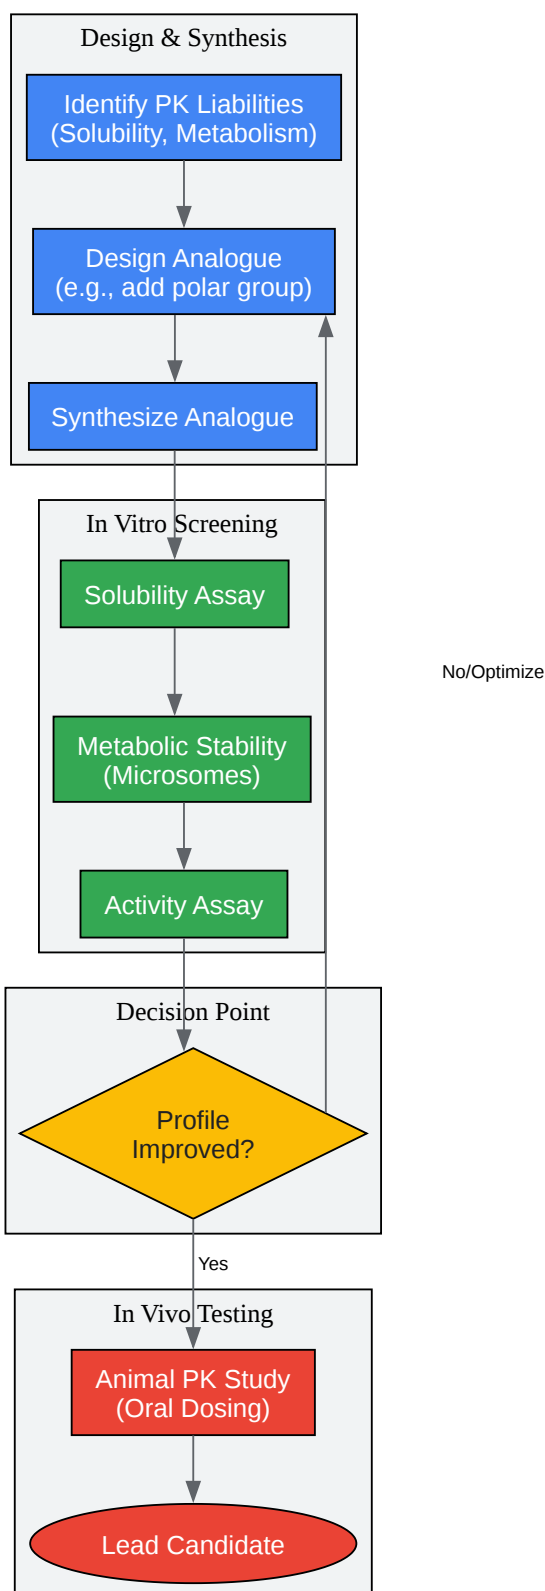 Design & Synthesis
Identify PK Liabilities
(Solubility, Metabolism)
Design Analogue
(e.g., add polar group)
Synthesize Analogue
In Vitro Screening
Solubility Assay
No/Optimize
Metabolic Stability
(Microsomes)
Activity Assay
Decision Point
Profile
Improved?
Yes
In Vivo Testing
Animal PK Study
(Oral Dosing)
Lead Candidate